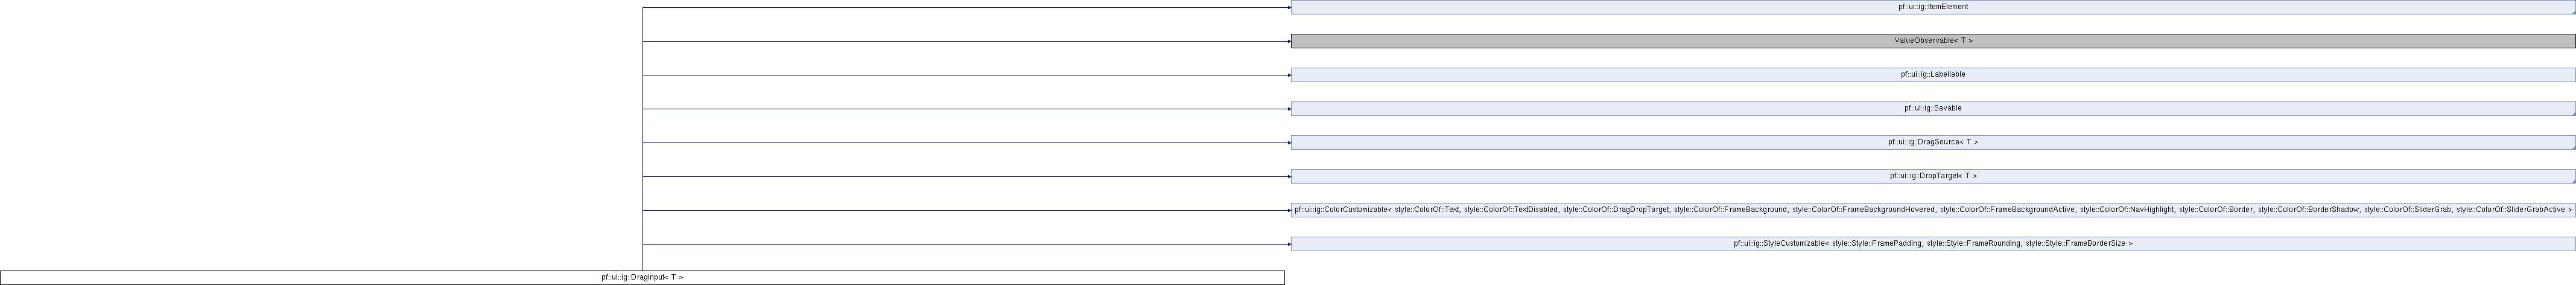 pf::ui::ig::ItemElement
ValueObservable< T >
pf::ui::ig::Labellable
pf::ui::ig::Savable
pf::ui::ig::DragSource< T >
pf::ui::ig::DropTarget< T >
pf::ui::ig::ColorCustomizable< style::ColorOf::Text, style::ColorOf::TextDisabled, style::ColorOf::DragDropTarget, style::ColorOf::FrameBackground, style::ColorOf::FrameBackgroundHovered, style::ColorOf::FrameBackgroundActive, style::ColorOf::NavHighlight, style::ColorOf::Border, style::ColorOf::BorderShadow, style::ColorOf::SliderGrab, style::ColorOf::SliderGrabActive >
pf::ui::ig::StyleCustomizable< style::Style::FramePadding, style::Style::FrameRounding, style::Style::FrameBorderSize >
pf::ui::ig::DragInput< T >